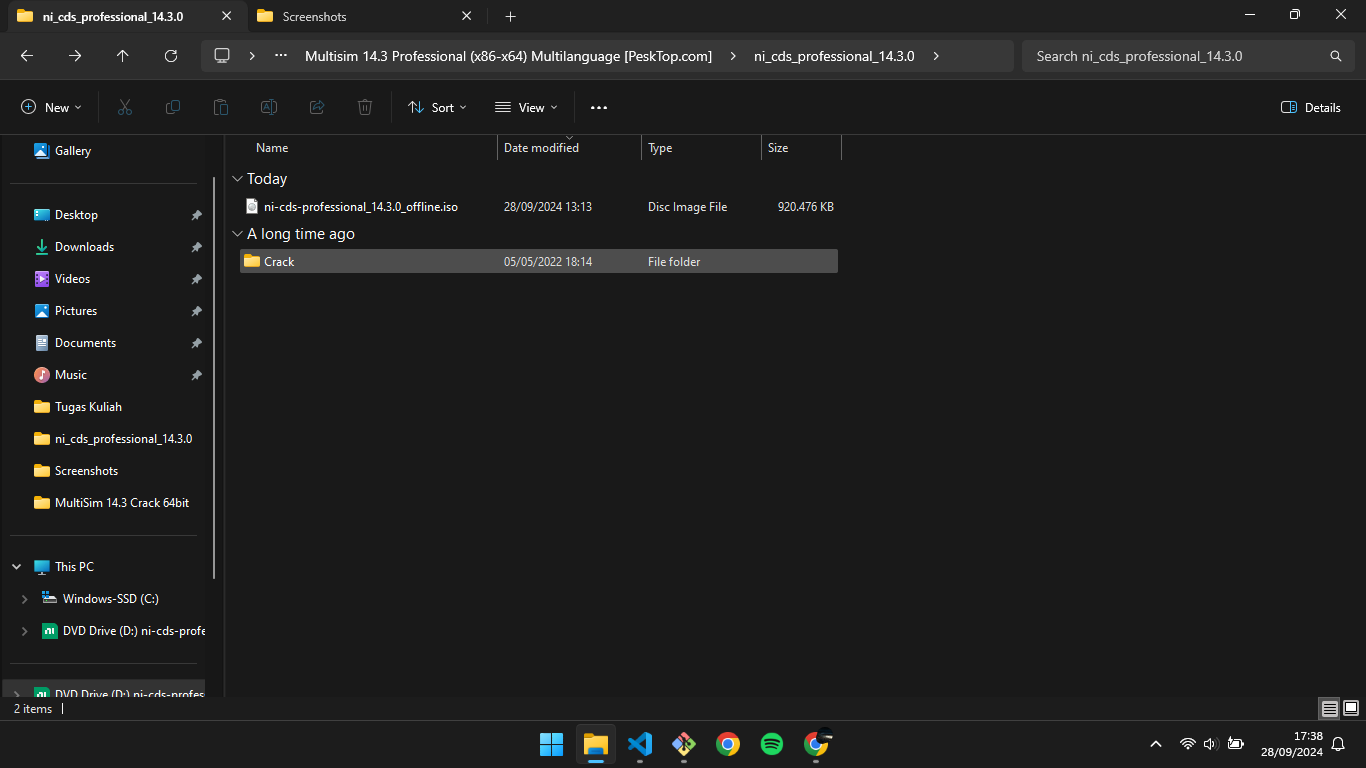 ni_cds_professional_14.3.0
Screenshots
Multisim 14.3 Professional (x86-x64) Multilanguage [PeskTop.com]
ni_cds_professional_14.3.0
Search ni_cds_professional_14.3.0
New
Sort
View
Details
Name
Date modified
Type
Size
Today
ni-cds-professional_14.3.0_offline.iso 28/09/2024 13:13 Disc Image File 920.476 KB
A long time ago
Crack 05/05/2022 18:14 File folder
Gallery
Desktop
Downloads
Videos
Pictures
Documents
Music
Tugas Kuliah
ni_cds_professional_14.3.0
Screenshots
MultiSim 14.3 Crack 64bit
This PC
Windows-SSD (C:)
DVD Drive (D:) ni-cds-profe
DVD Drive (D:) ni-cds-profes
2 items
17:38
28/09/2024